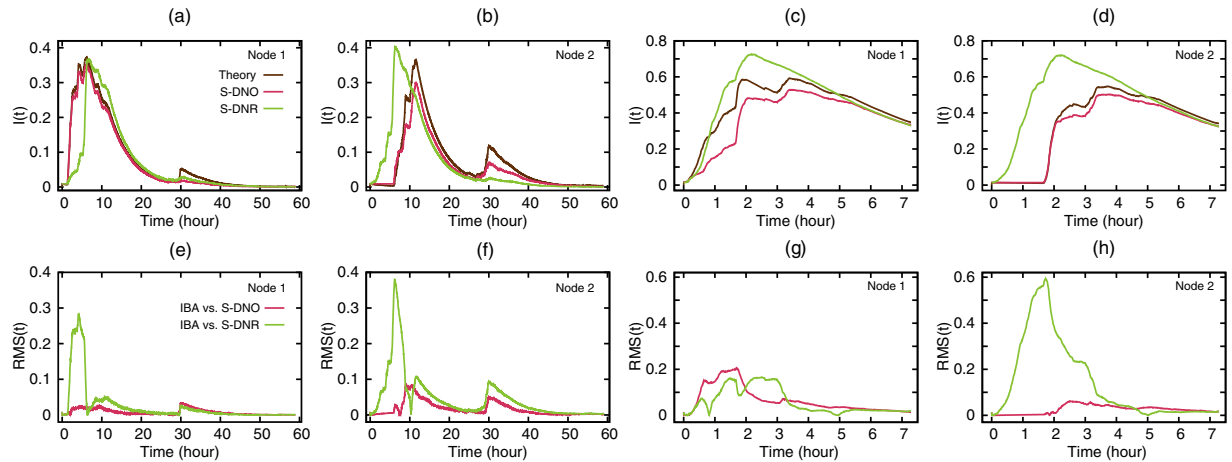 (a)
Node 1
Theory
S-DNO
S-DNR
I(t)
0.4
0.3
0.2
0.1
0
0 10 20 30 40 50 60
Time (hour)
(b)
Node 2
I(t)
0.4
0.3
0.2
0.1
0
0 10 20 30 40 50 60
Time (hour)
(c)
Node 1
I(t)
0.8
0.6
0.4
0.2
0
0 1 2 3 4 5 6 7
Time (hour)
(d)
Node 2
I(t)
0.8
0.6
0.4
0.2
0
0 1 2 3 4 5 6 7
Time (hour)
(e)
Node 1
IBA vs. S-DNO
IBA vs. S-DNR
RMS(t)
0.4
0.3
0.2
0.1
0
0 10 20 30 40 50 60
Time (hour)
(f)
Node 2
RMS(t)
0.4
0.3
0.2
0.1
0
0 10 20 30 40 50 60
Time (hour)
(g)
Node 1
RMS(t)
0.6
0.4
0.2
0
0 1 2 3 4 5 6 7
Time (hour)
(h)
Node 2
RMS(t)
0.6
0.4
0.2
0
0 1 2 3 4 5 6 7
Time (hour)